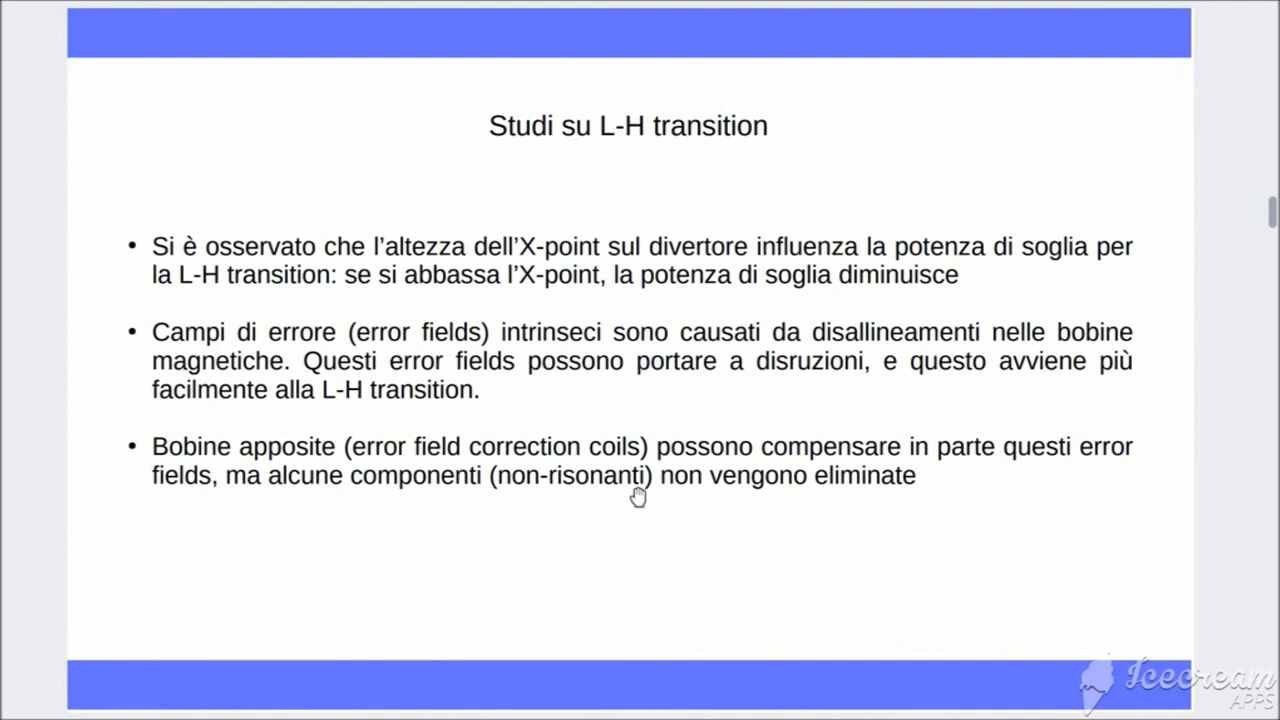 Studi su L-H transition
• Si è osservato che l’altezza dell’X-point sul divertore influenza la potenza di soglia per
la L-H transition: se si abbassa l’X-point, la potenza di soglia diminuisce
• Campi di errore (error fields) intrinseci sono causati da disallineamenti nelle bobine
magnetiche. Questi error fields possono portare a disruzioni, e questo avviene più
facilmente alla L-H transition.
• Bobine apposite (error field correction coils) possono compensare in parte questi error
fields, ma alcune componenti (non-risonanti) non vengono eliminate
Icecream
APPS